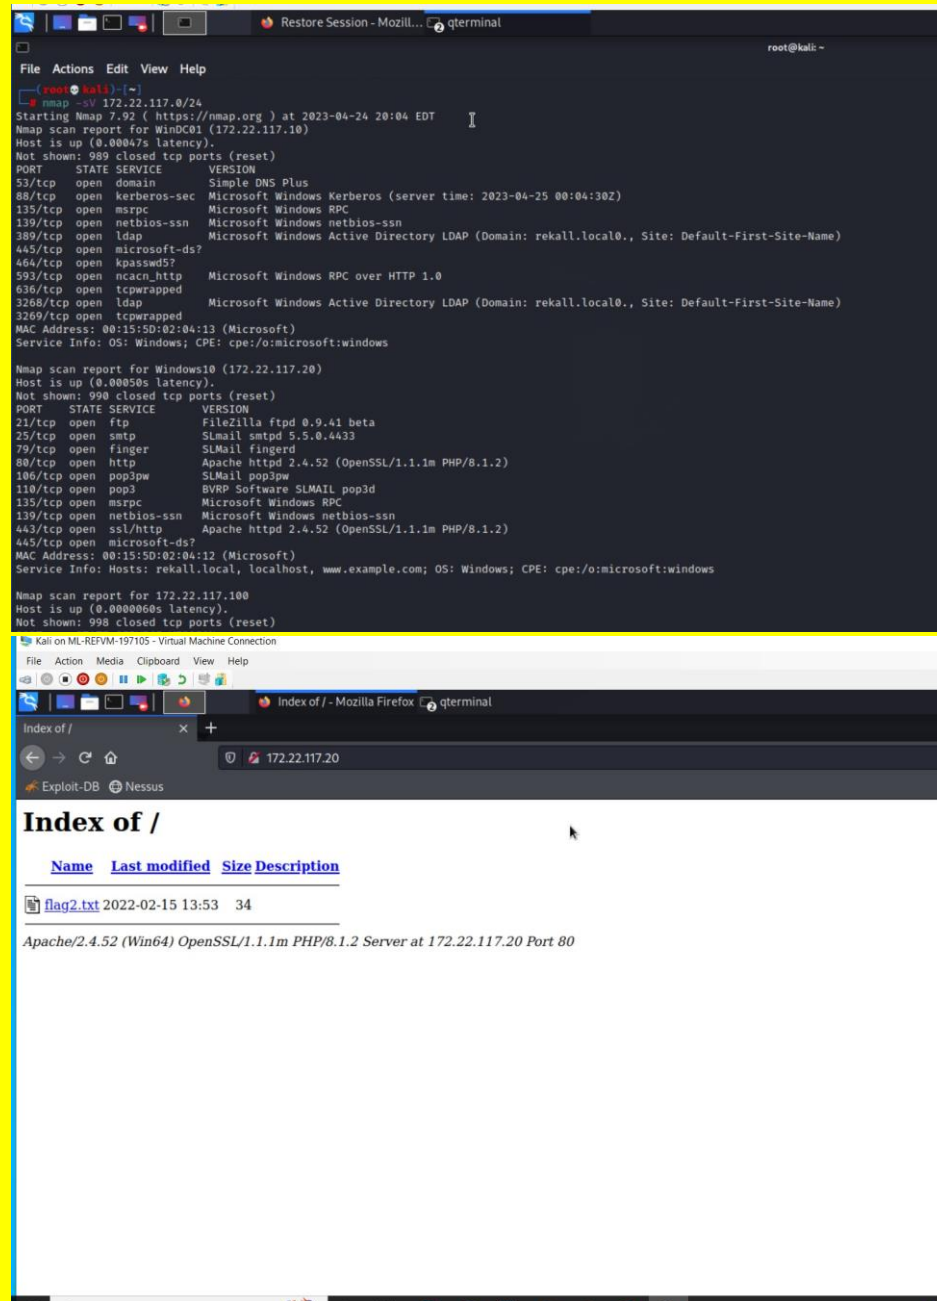 Restore Session - Mozill... 2 qterminal
root@kali: ~
File Actions Edit View Help
(root kali)-[~]
# nmap -sV 172.22.117.0/24
Starting Nmap 7.92 ( https://nmap.org ) at 2023-04-24 20:04 EDT
Nmap scan report for WinDC01 (172.22.117.10)
Host is up (0.00047s latency).
Not shown: 989 closed tcp ports (reset)
PORT STATE SERVICE VERSION
53/tcp open domain Simple DNS Plus
88/tcp open kerberos-sec Microsoft Windows Kerberos (server time: 2023-04-25 00:04:30Z)
135/tcp open msrpc Microsoft Windows RPC
139/tcp open netbios-ssn Microsoft Windows netbios-ssn
389/tcp open ldap Microsoft Windows Active Directory LDAP (Domain: rekall.local0., Site: Default-First-Site-Name)
445/tcp open microsoft-ds?
464/tcp open kpasswd5?
593/tcp open ncacn_http Microsoft Windows RPC over HTTP 1.0
636/tcp open tcpwrapped
3268/tcp open ldap Microsoft Windows Active Directory LDAP (Domain: rekall.local0., Site: Default-First-Site-Name)
3269/tcp open tcpwrapped
MAC Address: 00:15:5D:02:04:13 (Microsoft)
Service Info: OS: Windows; CPE: cpe:/o:microsoft:windows
Nmap scan report for Windows10 (172.22.117.20)
Host is up (0.00050s latency).
Not shown: 990 closed tcp ports (reset)
PORT STATE SERVICE VERSION
21/tcp open ftp FileZilla ftpd 0.9.41 beta
25/tcp open smtp SLmail smtpd 5.5.0.4433
79/tcp open finger SLMail fingerd
80/tcp open http Apache httpd 2.4.52 (OpenSSL/1.1.1m PHP/8.1.2)
106/tcp open pop3pw SLMail pop3pw
110/tcp open pop3 BVRP Software SLMAIL pop3d
135/tcp open msrpc Microsoft Windows RPC
139/tcp open netbios-ssn Microsoft Windows netbios-ssn
443/tcp open ssl/http Apache httpd 2.4.52 (OpenSSL/1.1.1m PHP/8.1.2)
445/tcp open microsoft-ds?
MAC Address: 00:15:5D:02:04:12 (Microsoft)
Service Info: Hosts: rekall.local, localhost, www.example.com; OS: Windows; CPE: cpe:/o:microsoft:windows
Nmap scan report for 172.22.117.100
Host is up (0.0000060s latency).
Not shown: 998 closed tcp ports (reset)
Kali on ML-REFVM-197105 - Virtual Machine Connection
File Action Media Clipboard View Help
Index of / - Mozilla Firefox 2 qterminal
Index of /
172.22.117.20
Exploit-DB Nessus
Index of /
Name Last modified Size Description
flag2.txt 2022-02-15 13:53 34
Apache/2.4.52 (Win64) OpenSSL/1.1.1m PHP/8.1.2 Server at 172.22.117.20 Port 80